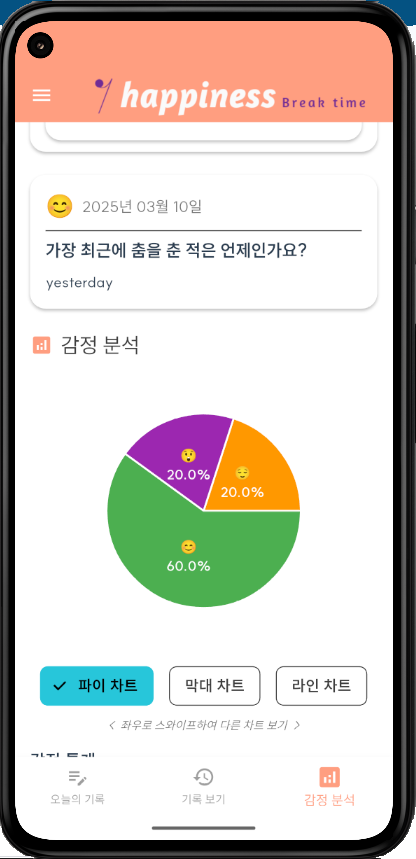 happiness Break time
2025년 03월 10일
가장 최근에 춤을 춘 적은 언제인가요?
yesterday
감정 분석
20.0%
20.0%
60.0%
파이 차트
막대 차트
라인 차트
< 좌우로 스와이프하여 다른 차트 보기 >
오늘의 기록
기록 보기
감정 분석